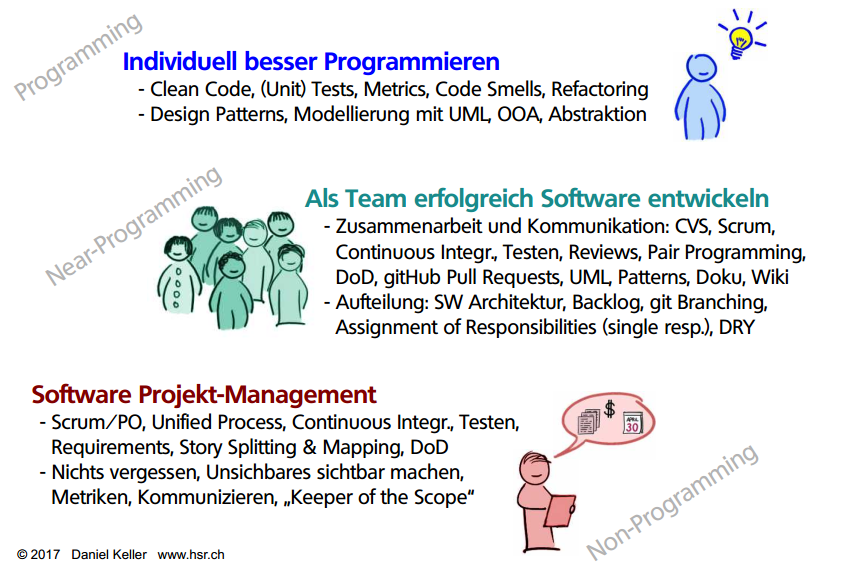 Programming
Individuell besser Programmieren
- Clean Code, (Unit) Tests, Metrics, Code Smells, Refactoring
- Design Patterns, Modellierung mit UML, OOA, Abstraktion
Near-Programming
Als Team erfolgreich Software entwickeln
- Zusammenarbeit und Kommunikation: CVS, Scrum,
Continuous Integr., Testen, Reviews, Pair Programming,
DoD, gitHub Pull Requests, UML, Patterns, Doku, Wiki
- Aufteilung: SW Architektur, Backlog, git Branching,
Assignment of Responsibilities (single resp.), DRY
Software Projekt-Management
- Scrum/PO, Unified Process, Continuous Integr., Testen,
Requirements, Story Splitting & Mapping, DoD
- Nichts vergessen, Unsichtbares sichtbar machen,
Metriken, Kommunizieren, „Keeper of the Scope“
$
APRIL
30
Non-Programming
© 2017 Daniel Keller www.hsr.ch